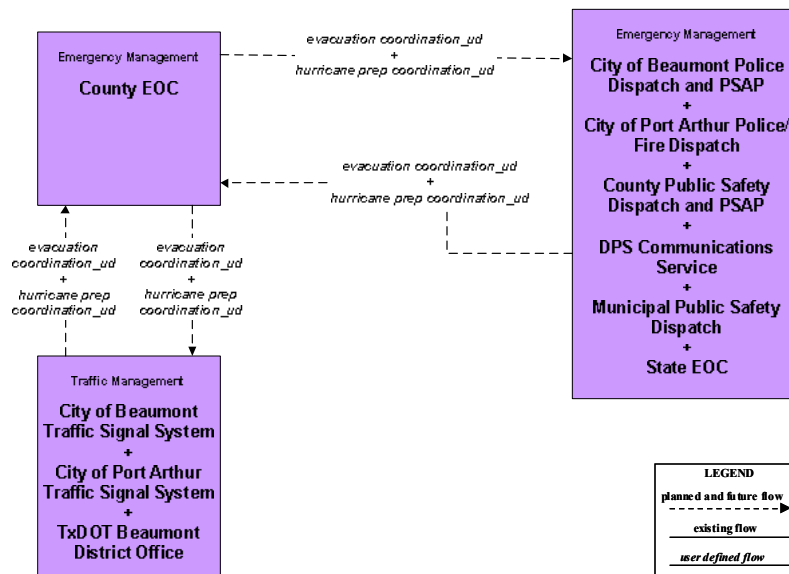 Emergency Management
County EOC
evacuation coordination_ud
+
hurricane prep coordination_ud
Emergency Management
City of Beaumont Police
Dispatch and PSAP
+
City of Port Arthur Police/
Fire Dispatch
+
County Public Safety
Dispatch and PSAP
+
DPS Communications
Service
+
Municipal Public Safety
Dispatch
+
State EOC
evacuation coordination_ud
+
hurricane prep coordination_ud
evacuation
coordination_ud
+
hurricane prep
coordination_ud
evacuation
coordination_ud
+
hurricane prep
coordination_ud
Traffic Management
City of Beaumont
Traffic Signal System
+
City of Port Arthur
Traffic Signal System
+
TxDOT Beaumont
District Office
LEGEND
planned and future flow
existing flow
user defined flow